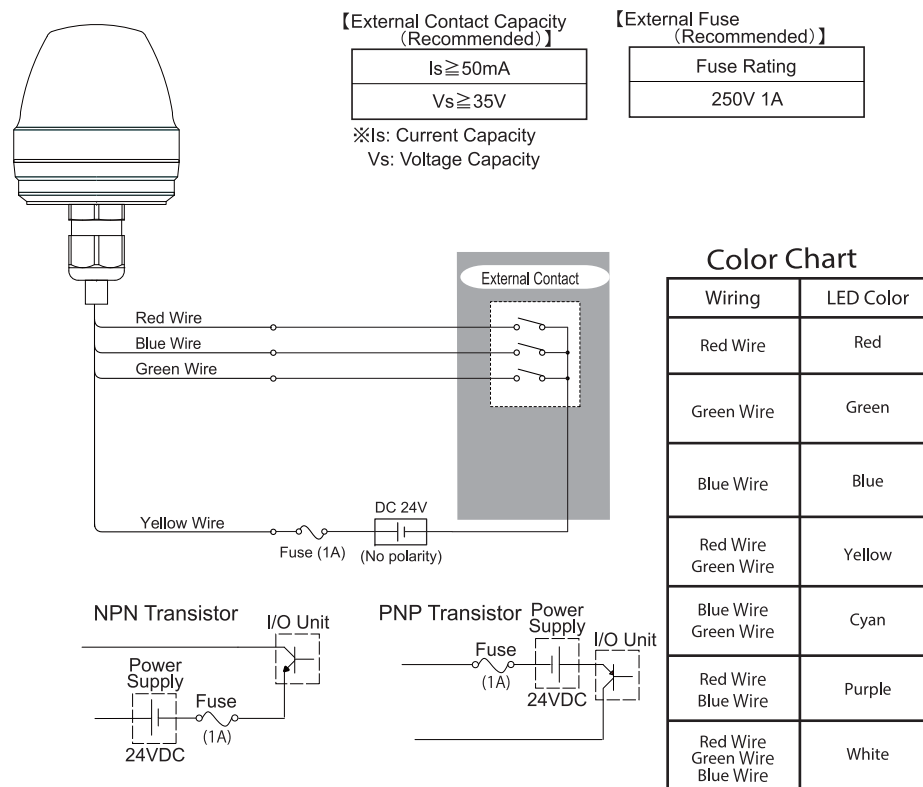 【External Contact Capacity
(Recommended)】
Is≧50mA
Vs≧35V
※Is: Current Capacity
Vs: Voltage Capacity
【External Fuse
(Recommended)】
Fuse Rating
250V 1A
External Contact
Red Wire
Blue Wire
Green Wire
Yellow Wire
Fuse (1A)
DC 24V
(No polarity)
Color Chart
Wiring LED Color
Red Wire Red
Green Wire Green
Blue Wire Blue
Red Wire
Green Wire
Yellow
Blue Wire
Green Wire
Cyan
Red Wire
Blue Wire
Purple
Red Wire
Green Wire
Blue Wire
White
NPN Transistor
I/O Unit
Power
Supply
Fuse
(1A)
24VDC
PNP Transistor
Power
Supply
I/O Unit
Fuse
(1A)
24VDC